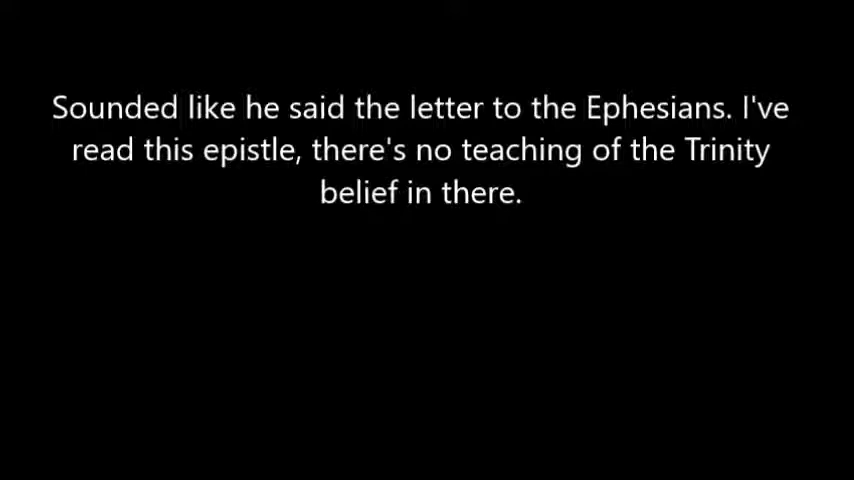 Sounded like he said the letter to the Ephesians. I've
read this epistle, there's no teaching of the Trinity
belief in there.